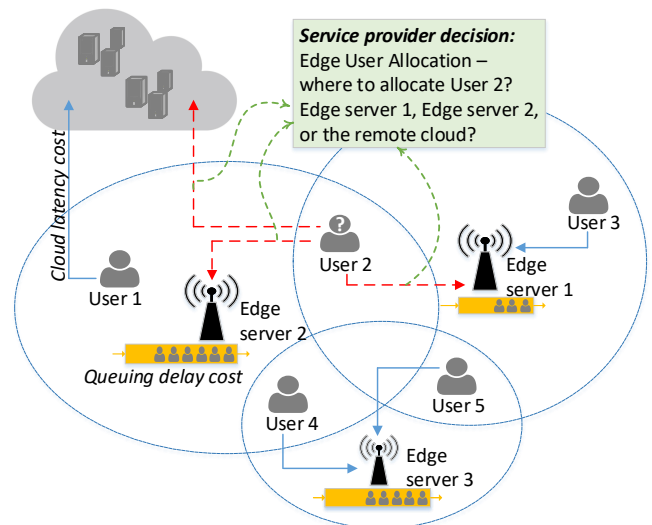 Service provider decision:
Edge User Allocation –
where to allocate User 2?
Edge server 1, Edge server 2,
or the remote cloud?
Cloud latency cost
?
User 1
User 2
User 3
Edge
server 1
Edge
server 2
Queuing delay cost
User 4
User 5
Edge
server 3